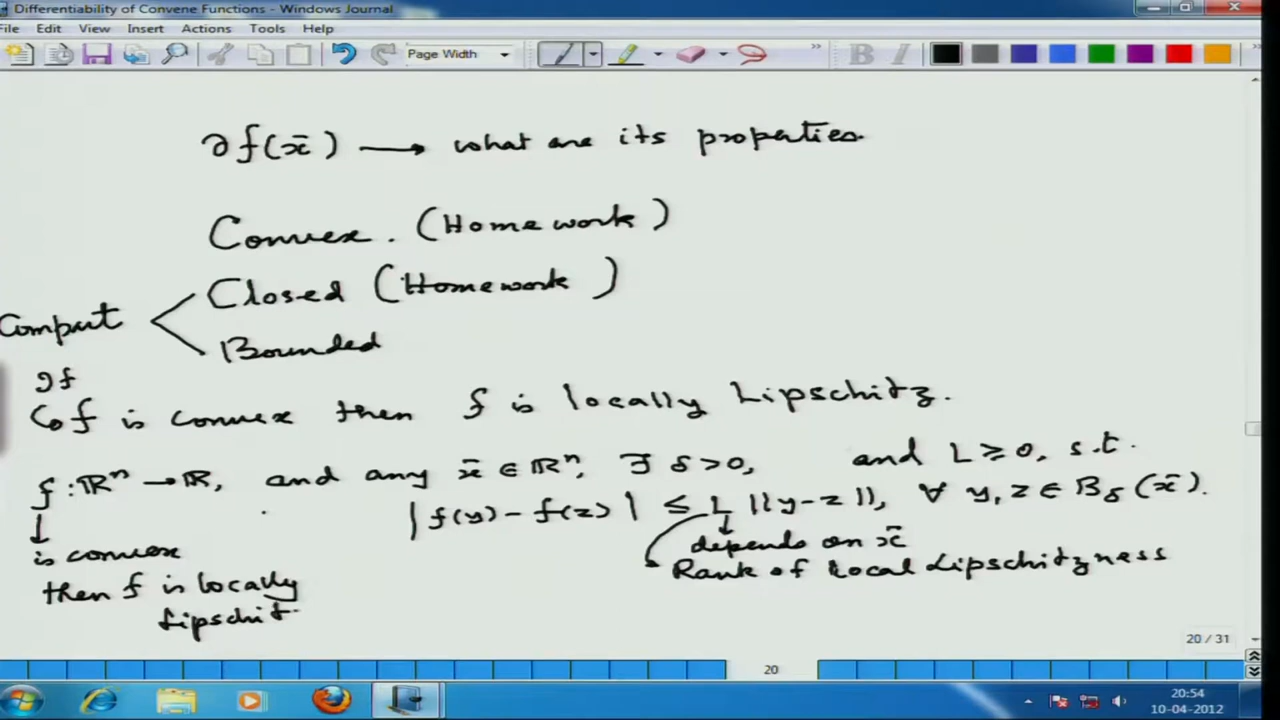 Differentiability of Convene Functions - Windows Journal
File Edit View Insert Actions Tools Help
Page Width
B I
∂f(x̄) → what are its properties.
Convex. (Homework)
Closed (Homework)
Compact
Bounded
If
f is convex then f is locally Lipschitz.
f : ℝⁿ → ℝ, and any x̄ ∈ ℝⁿ, ∃ δ > 0, and L ≥ 0, s.t.
|f(y) - f(z)| ≤ L ||y-z||, ∀ y, z ∈ B_δ(x̄).
↓
is convex
depends on x̄
Rank of local Lipschitzness
then f is locally
Lipschit
20 / 31
20
20:54
10-04-2012